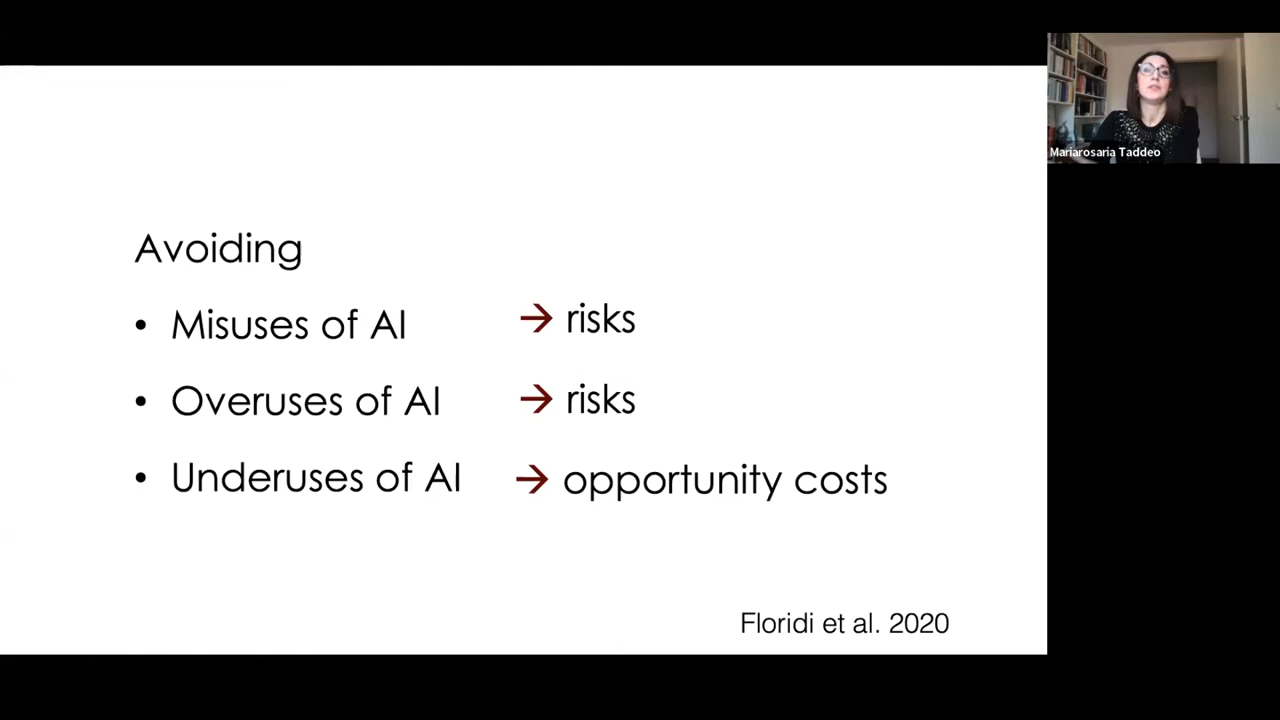 Mariarosaria Taddeo
Avoiding
• Misuses of AI → risks
• Overuses of AI → risks
• Underuses of AI → opportunity costs
Floridi et al. 2020